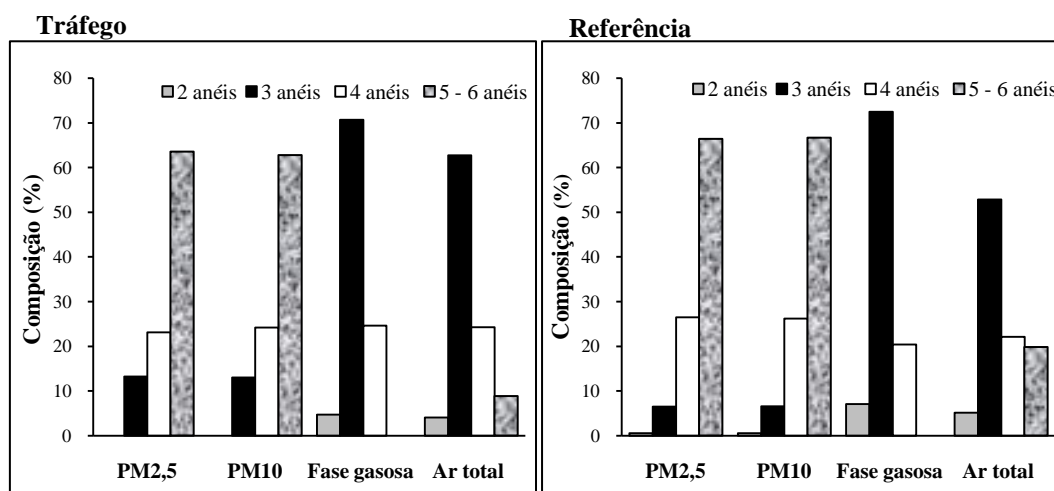 Tráfego
Composição (%)
80
70
60
50
40
30
20
10
0
2 anéis 3 anéis 4 anéis 5 - 6 anéis
PM2,5 PM10 Fase gasosa Ar total
Referência
Composição (%)
80
70
60
50
40
30
20
10
0
2 anéis 3 anéis 4 anéis 5 - 6 anéis
PM2,5 PM10 Fase gasosa Ar total